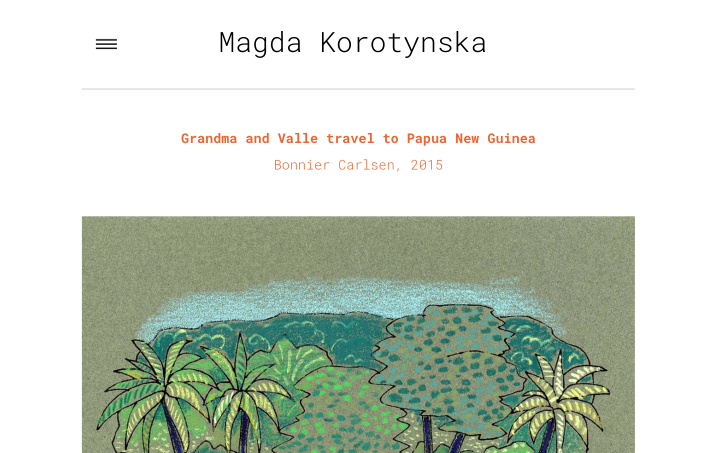 Magda Korotynska
Grandma and Valle travel to Papua New Guinea
Bonnier Carlsen, 2015